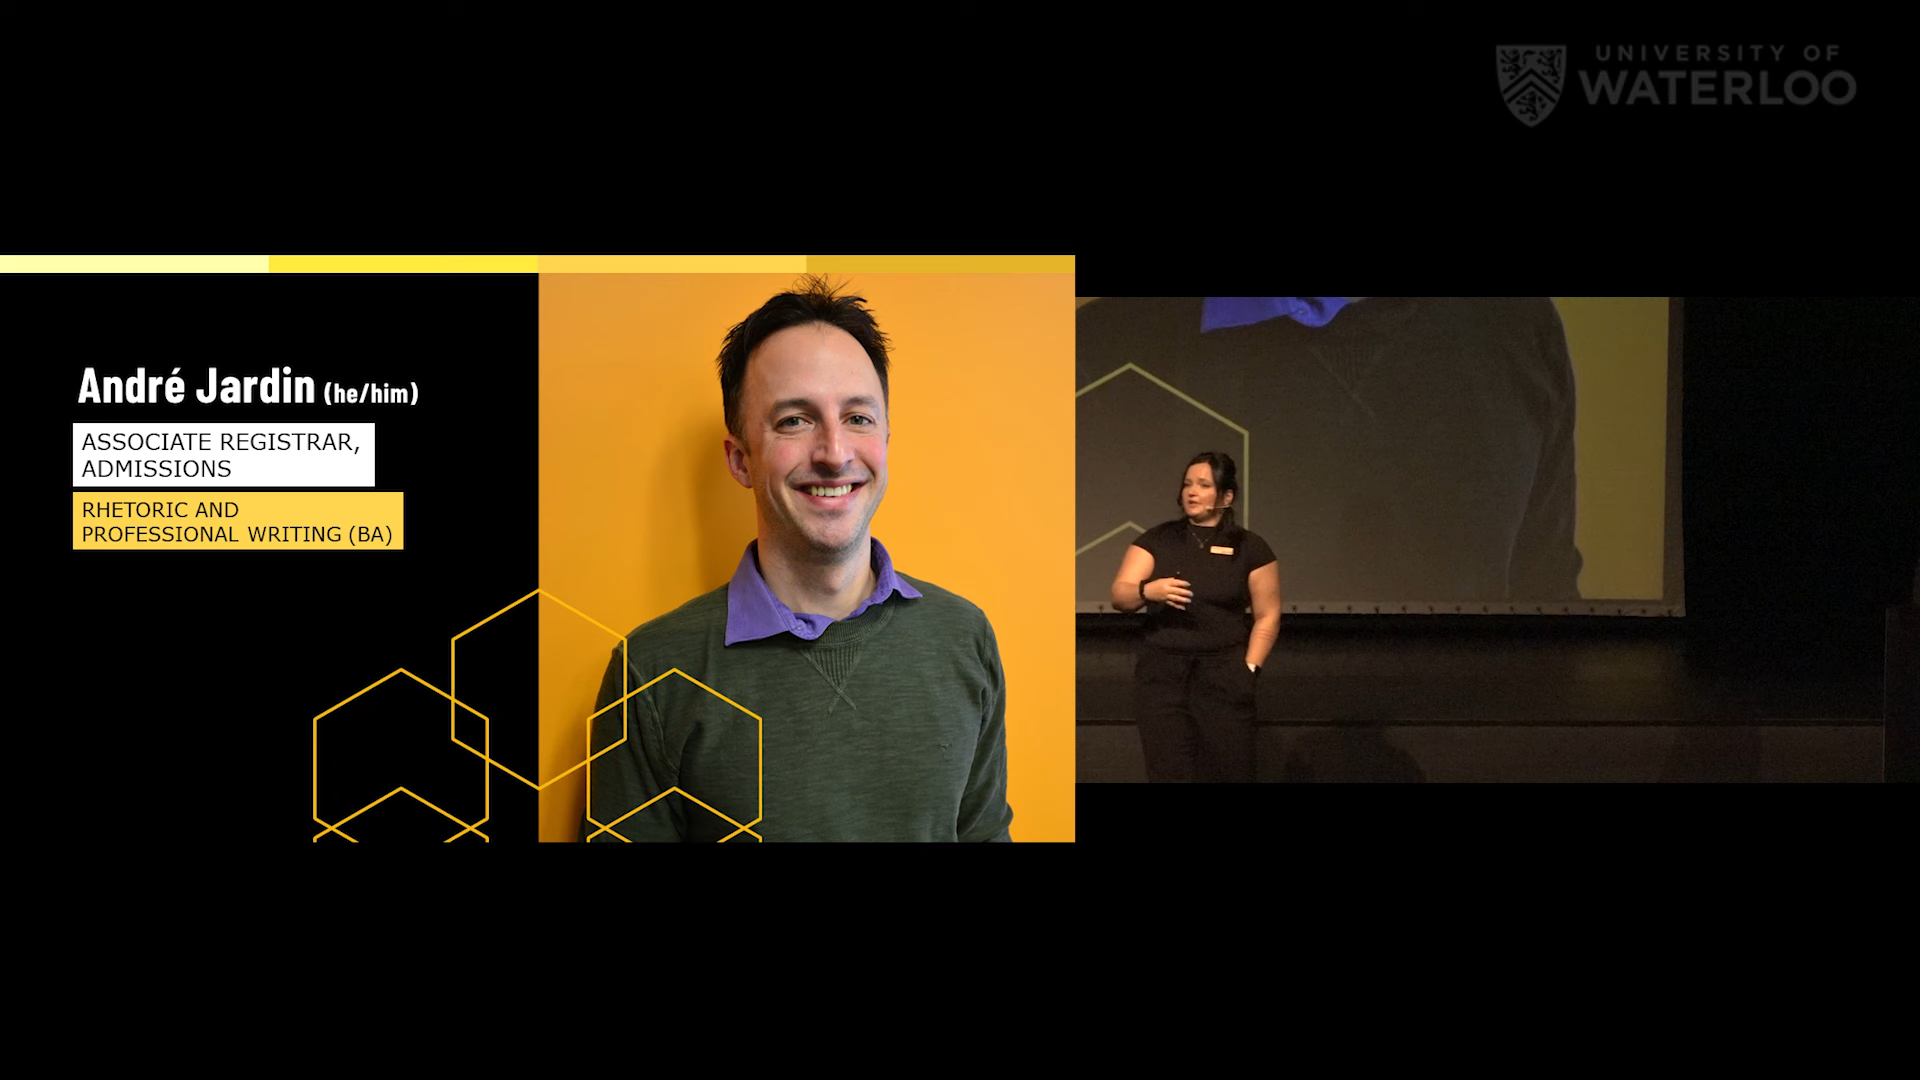 UNIVERSITY OF
WATERLOO
André Jardin (he/him)
ASSOCIATE REGISTRAR,
ADMISSIONS
RHETORIC AND
PROFESSIONAL WRITING (BA)